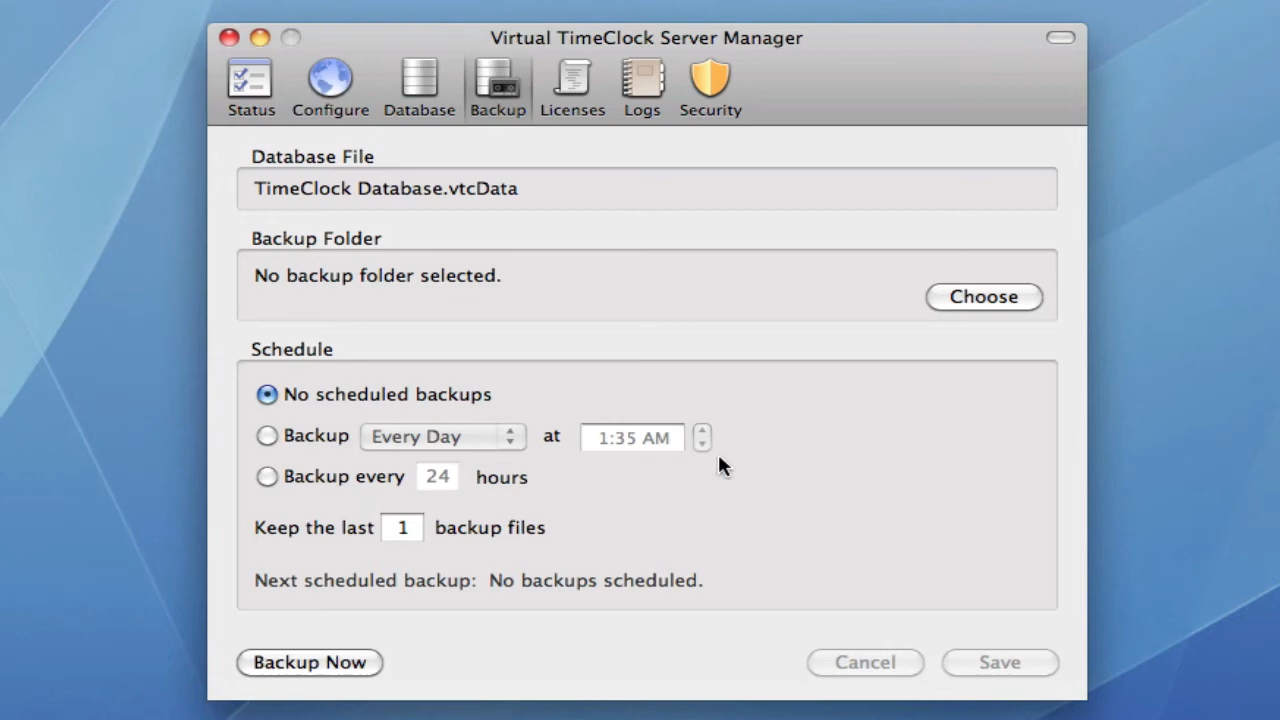 Virtual TimeClock Server Manager
Status Configure Database Backup Licenses Logs Security
Database File
TimeClock Database.vtcData
Backup Folder
No backup folder selected.
Choose
Schedule
No scheduled backups
Backup Every Day at 1:35 AM
Backup every 24 hours
Keep the last 1 backup files
Next scheduled backup: No backups scheduled.
Backup Now Cancel Save